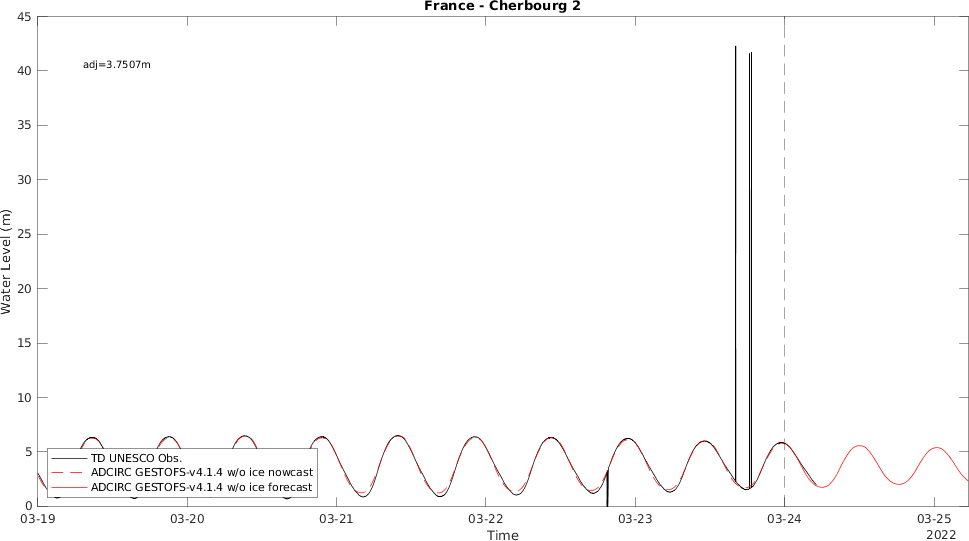 France - Cherbourg 2
45
40
35
30
25
20
15
10
5
0
adj=3.7507m
Water Level (m)
TD UNESCO Obs.
ADCIRC GESTOFS-v4.1.4 w/o ice nowcast
ADCIRC GESTOFS-v4.1.4 w/o ice forecast
03-19 03-20 03-21 03-22 03-23 03-24 03-25
Time
2022